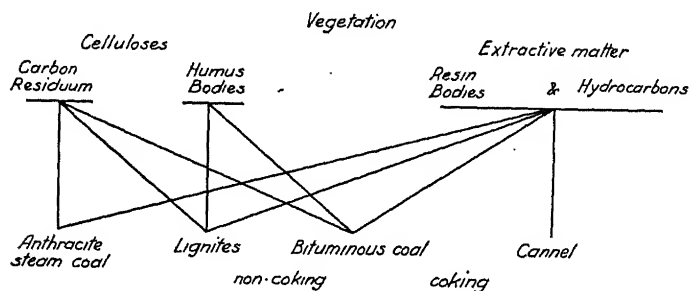 Vegetation
Celluloses
Extractive matter
Carbon
Residuum
Humus
Bodies
Resin
Bodies
& Hydrocarbons
Anthracite
steam coal
Lignites
Bituminous coal
Cannel
non-coking
coking